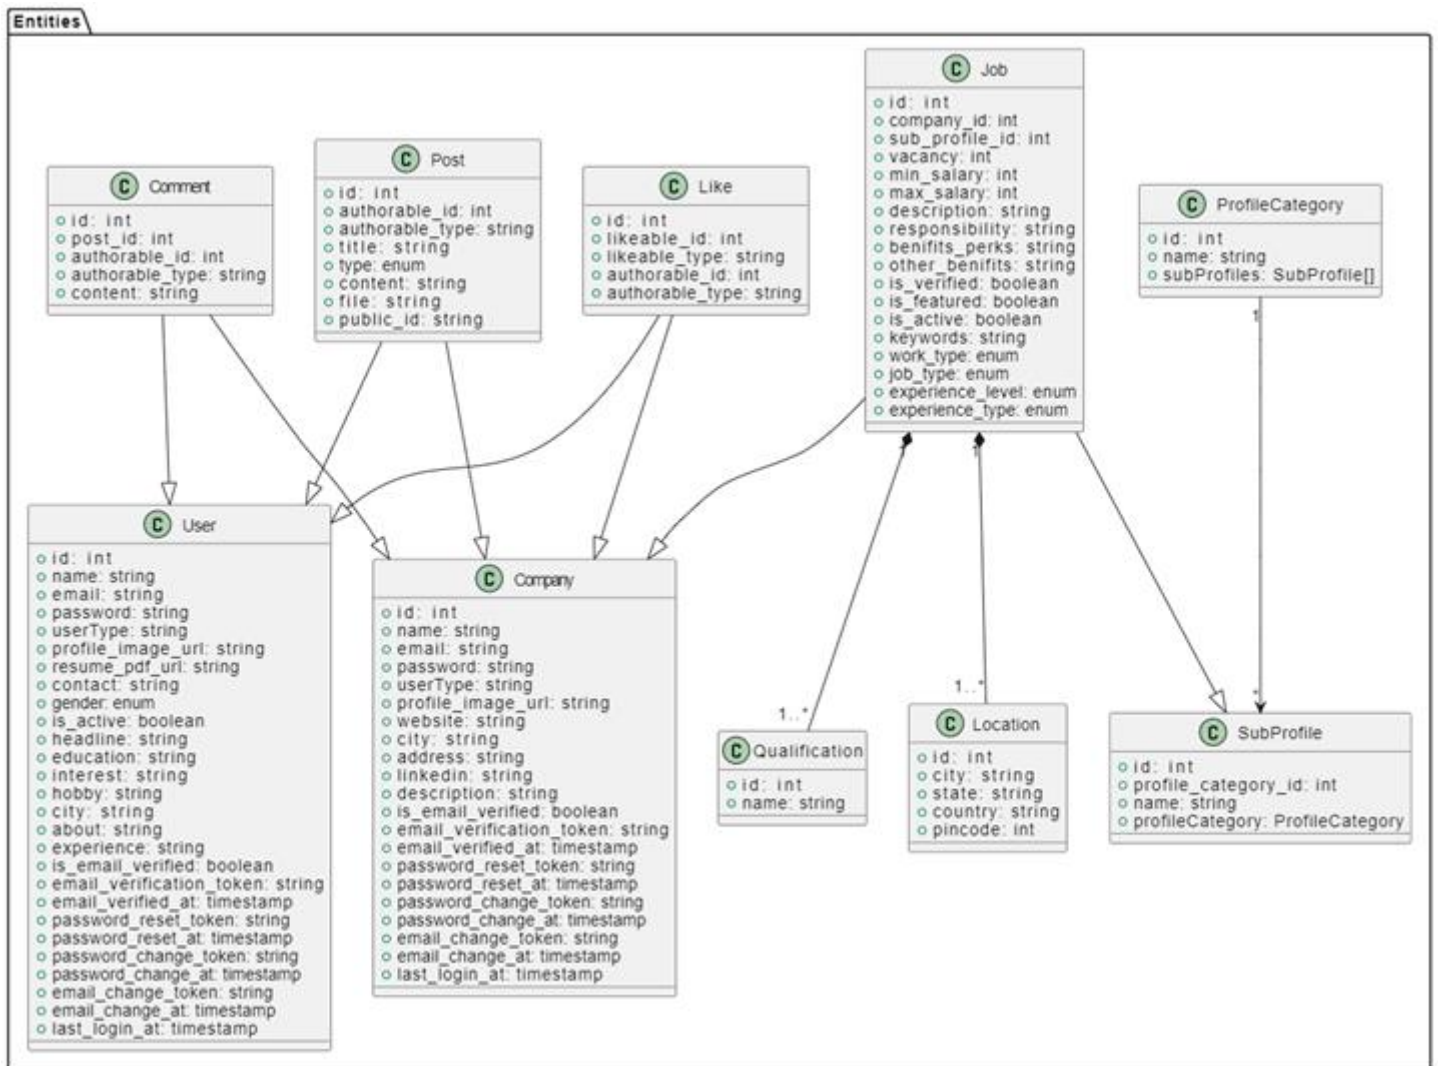 Entities
C Job
id: int
company_id: int
sub_profile_id: int
vacancy: int
min_salary: int
max_salary: int
description: string
responsibility: string
benifits_perks: string
other_benifits: string
is_verified: boolean
is_featured: boolean
is_active: boolean
keywords: string
work_type: enum
job_type: enum
experience_level: enum
experience_type: enum
C Post
id: int
authorable_id: int
authorable_type: string
title: string
type: enum
content: string
file: string
public_id: string
C Comment
id: int
post_id: int
authorable_id: int
authorable_type: string
content: string
C Like
id: int
likeable_id: int
likeable_type: string
authorable_id: int
authorable_type: string
C ProfileCategory
id: int
name: string
subProfiles: SubProfile[]
1
1
1
C User
id: int
name: string
email: string
password: string
userType: string
profile_image_url: string
resume_pdf_url: string
contact: string
gender: enum
is_active: boolean
headline: string
education: string
interest: string
hobby: string
city: string
about: string
experience: string
is_email_verified: boolean
email_verification_token: string
email_verified_at: timestamp
password_reset_token: string
password_reset_at: timestamp
password_change_token: string
password_change_at: timestamp
email_change_token: string
email_change_at: timestamp
last_login_at: timestamp
C Company
id: int
name: string
email: string
password: string
userType: string
profile_image_url: string
website: string
city: string
address: string
linkedin: string
description: string
is_email_verified: boolean
email_verification_token: string
email_verified_at: timestamp
password_reset_token: string
password_reset_at: timestamp
password_change_token: string
password_change_at: timestamp
email_change_token: string
email_change_at: timestamp
last_login_at: timestamp
1..*
C Qualification
id: int
name: string
1..*
C Location
id: int
city: string
state: string
country: string
pincode: int
*
C SubProfile
id: int
profile_category_id: int
name: string
profileCategory: ProfileCategory